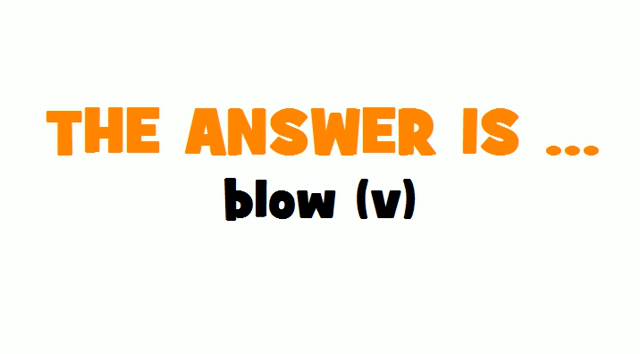 THE ANSWER IS ...
blow (v)